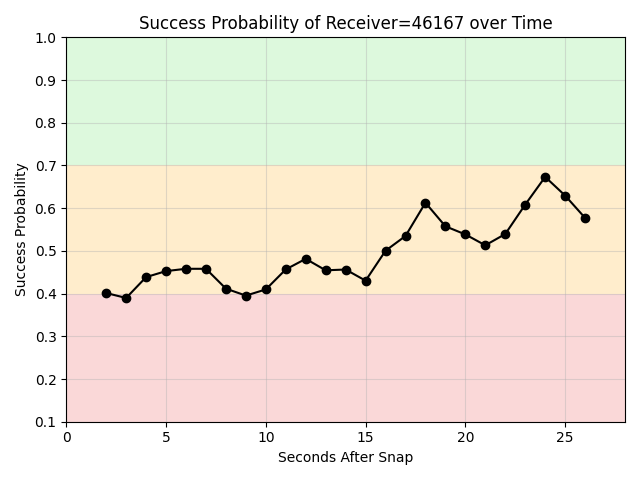 Success Probability of Receiver=46167 over Time
1.0
0.9
0.8
0.7
0.6
0.5
0.4
0.3
0.2
0.1
Success Probability
0 5 10 15 20 25
Seconds After Snap